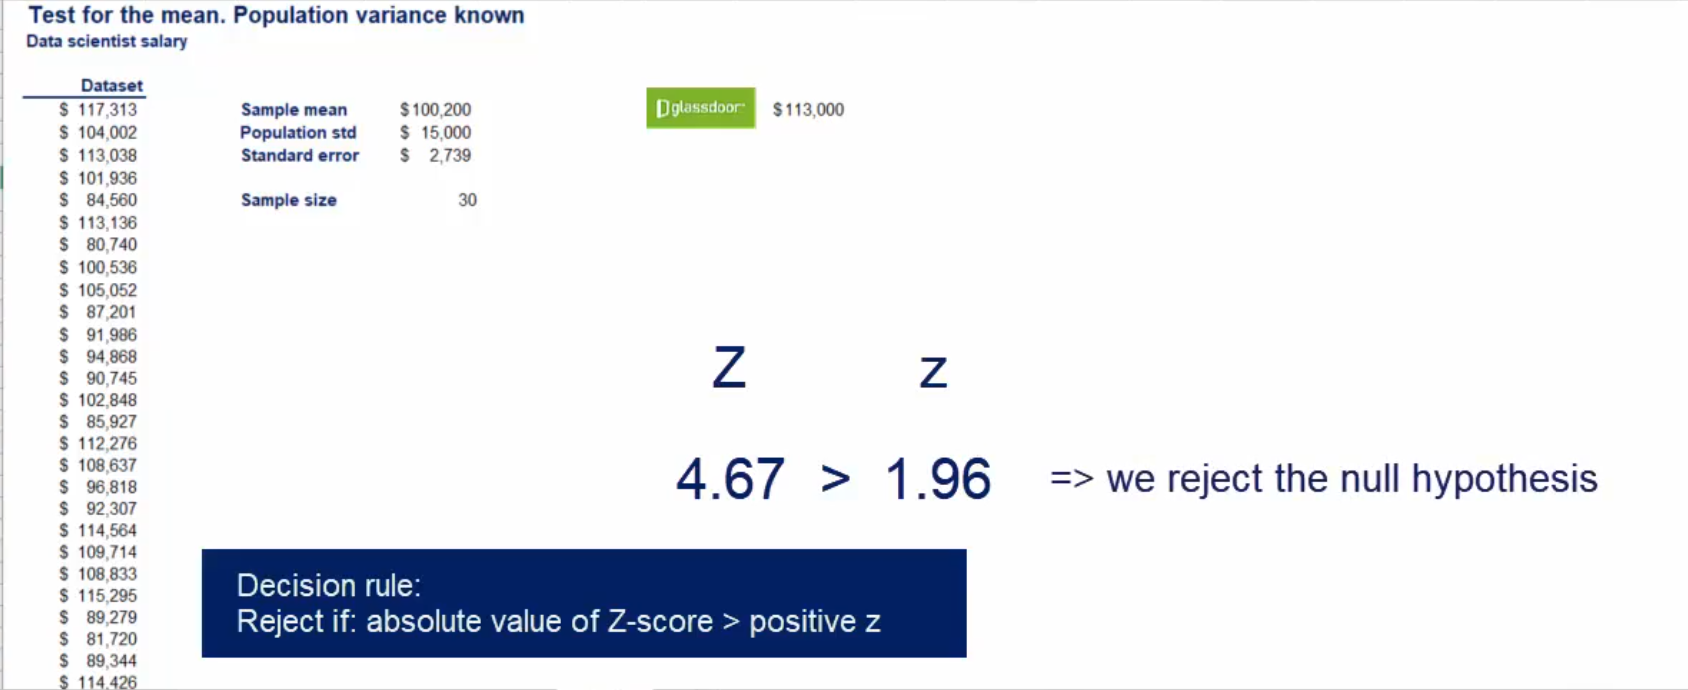 Test for the mean. Population variance known
Data scientist salary
Dataset
$ 117,313
$ 104,002
$ 113,038
$ 101,936
$ 84,560
$ 113,136
$ 80,740
$ 100,536
$ 105,052
$ 87,201
$ 91,986
$ 94,868
$ 90,745
$ 102,848
$ 85,927
$ 112,276
$ 108,637
$ 96,818
$ 92,307
$ 114,564
$ 109,714
$ 108,833
$ 115,295
$ 89,279
$ 81,720
$ 89,344
$ 114,426
Sample mean $100,200
Population std $ 15,000
Standard error $ 2,739
Sample size 30
glassdoor $113,000
Z z
4.67 > 1.96 => we reject the null hypothesis
Decision rule:
Reject if: absolute value of Z-score > positive z